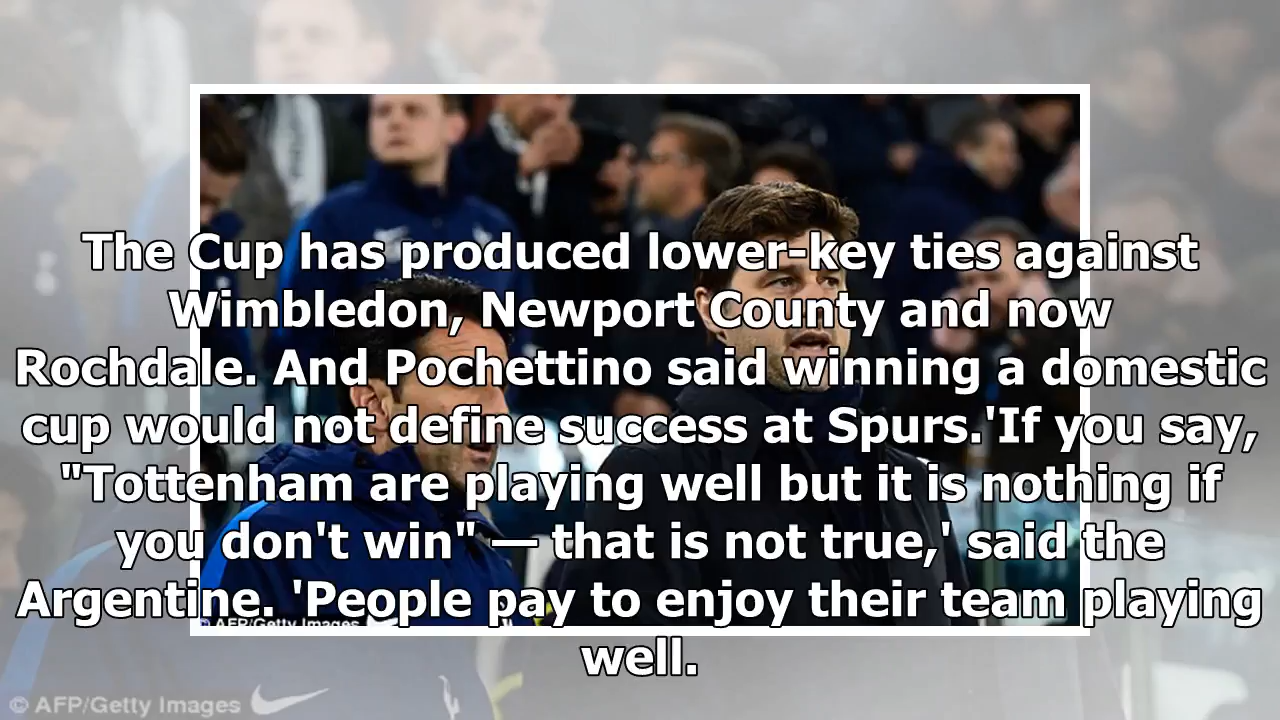 The Cup has produced lower-key ties against
Wimbledon, Newport County and now
Rochdale. And Pochettino said winning a domestic
cup would not define success at Spurs.'If you say,
"Tottenham are playing well but it is nothing if
you don't win" — that is not true,' said the
Argentine. 'People pay to enjoy their team playing
well.
© AFP/Getty Images
© AFP/Getty Images